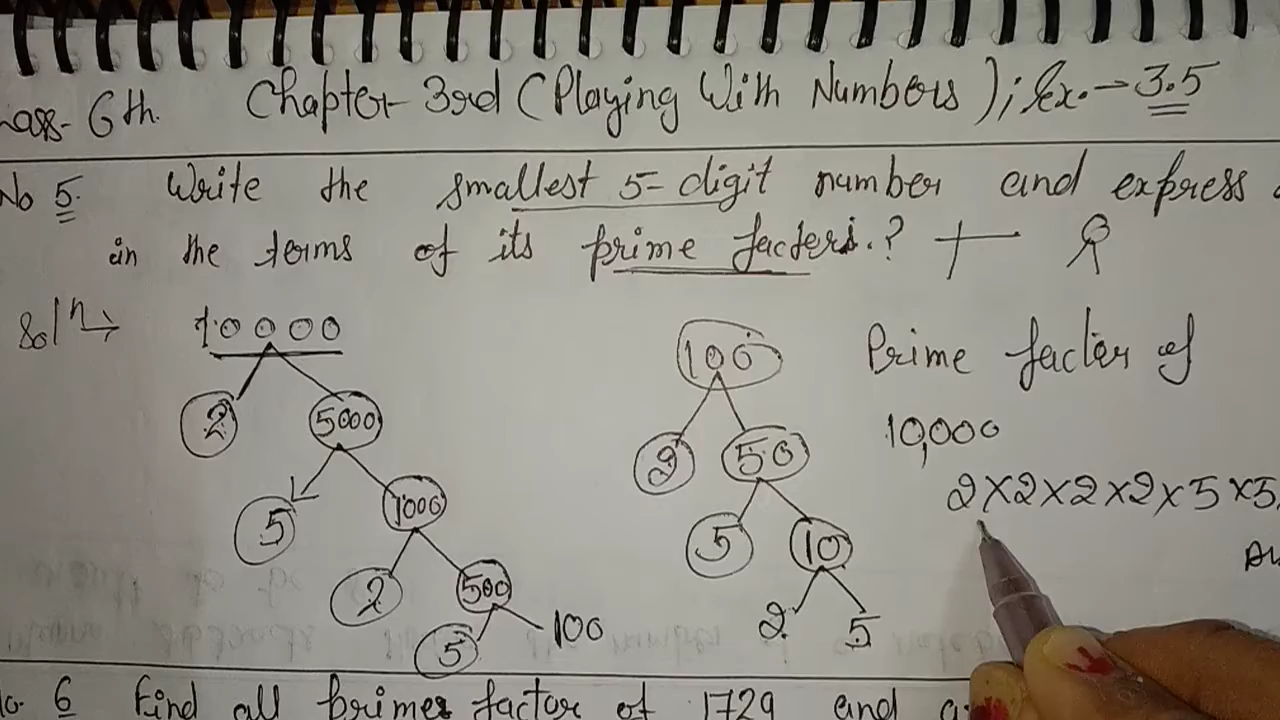 6th. Chapter 3rd (Playing With Numbers); Ex.- 3.5
No 5. Write the smallest 5-digit number and express
in the terms of its prime factors.?
Sol^n→ 10000
2 5000
5 1000
2 500
5 100
100
2 50
5 10
2 5
Prime factor of
10,000
2×2×2×2×5×5
No. 6 Find all primes factor of 1729 and